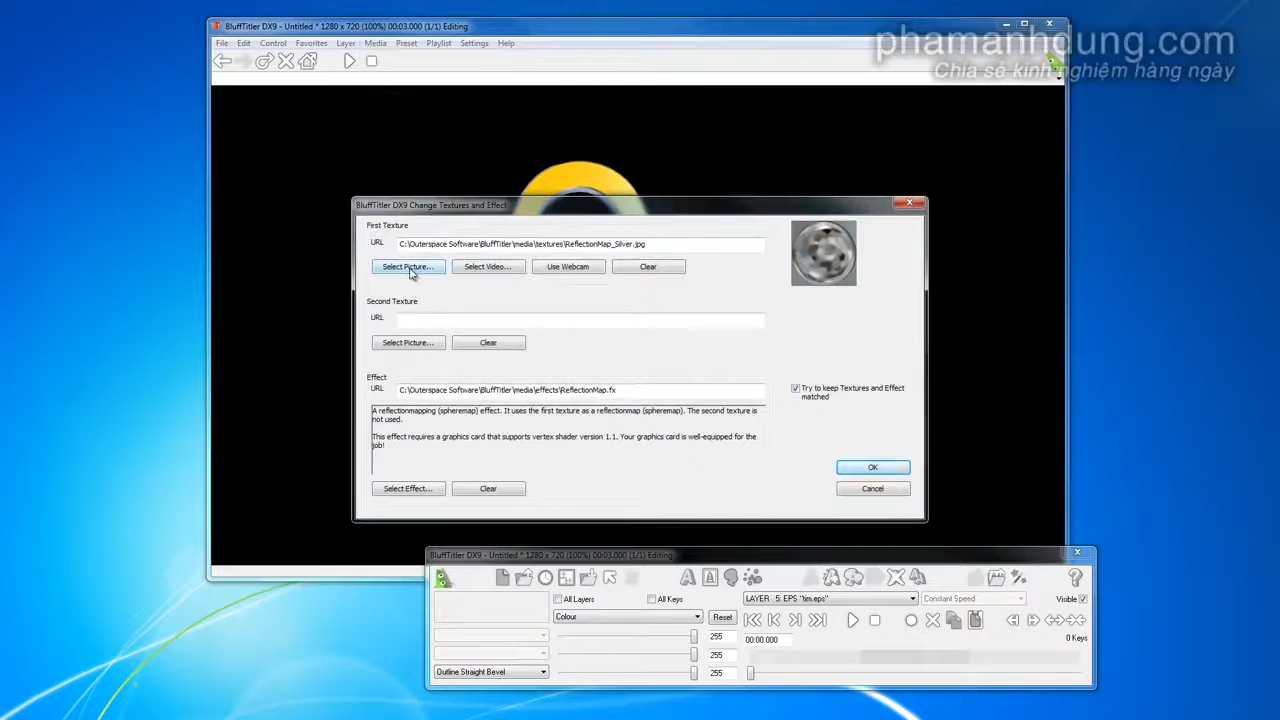 BluffTitler DX9 - Untitled * 1280 x 720 (100%) 00:03.000 (1/1) Editing
File Edit Control Favorites Layer Media Preset Playlist Settings Help
phamanhdung.com
Chia sẻ kinh nghiệm hàng ngày
BluffTitler DX9 Change Textures and Effect
First Texture
URL C:\Outerspace Software\BluffTitler\media\textures\ReflectionMap_Silver.jpg
Select Picture... Select Video... Use Webcam Clear
Second Texture
URL
Select Picture... Clear
Effect
URL C:\Outerspace Software\BluffTitler\media\effects\ReflectionMap.fx
Try to keep Textures and Effect
matched
A reflectionmapping (spheremap) effect. It uses the first texture as a reflectionmap (spheremap). The second texture is
not used.
This effect requires a graphics card that supports vertex shader version 1.1. Your graphics card is well-equipped for the
job!
OK
Select Effect... Clear Cancel
BluffTitler DX9 - Untitled * 1280 x 720 (100%) 00:03.000 (1/1) Editing
All Layers All Keys LAYER 5: EPS "tim.eps" Constant Speed Visible
Colour Reset
255 00:00.000 0 Keys
255
Outline Straight Bevel 255